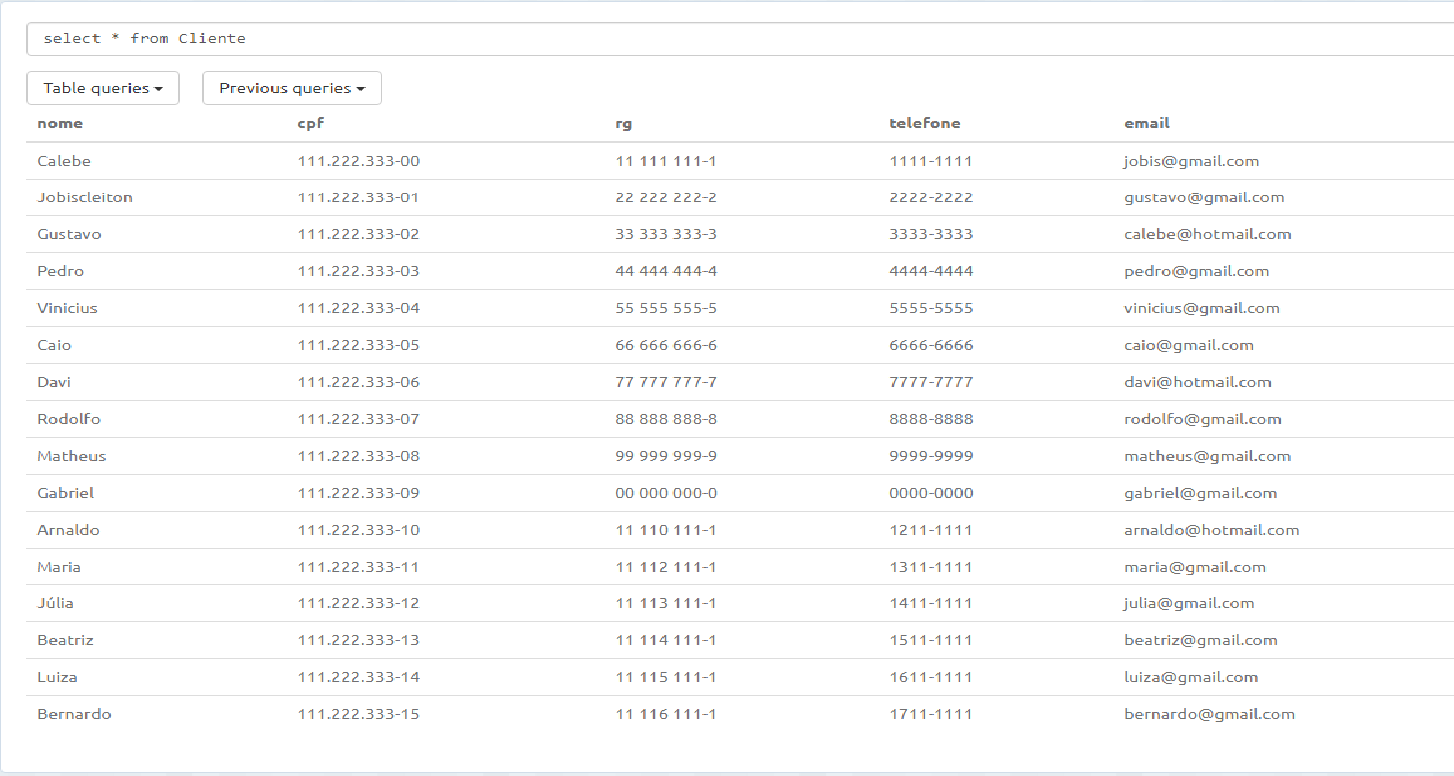 select * from Cliente
Table queries Previous queries
nome cpf rg telefone email
Calebe 111.222.333-00 11 111 111-1 1111-1111 jobis@gmail.com
Jobiscleiton 111.222.333-01 22 222 222-2 2222-2222 gustavo@gmail.com
Gustavo 111.222.333-02 33 333 333-3 3333-3333 calebe@hotmail.com
Pedro 111.222.333-03 44 444 444-4 4444-4444 pedro@gmail.com
Vinicius 111.222.333-04 55 555 555-5 5555-5555 vinicius@gmail.com
Caio 111.222.333-05 66 666 666-6 6666-6666 caio@gmail.com
Davi 111.222.333-06 77 777 777-7 7777-7777 davi@hotmail.com
Rodolfo 111.222.333-07 88 888 888-8 8888-8888 rodolfo@gmail.com
Matheus 111.222.333-08 99 999 999-9 9999-9999 matheus@gmail.com
Gabriel 111.222.333-09 00 000 000-0 0000-0000 gabriel@gmail.com
Arnaldo 111.222.333-10 11 110 111-1 1211-1111 arnaldo@hotmail.com
Maria 111.222.333-11 11 112 111-1 1311-1111 maria@gmail.com
Júlia 111.222.333-12 11 113 111-1 1411-1111 julia@gmail.com
Beatriz 111.222.333-13 11 114 111-1 1511-1111 beatriz@gmail.com
Luiza 111.222.333-14 11 115 111-1 1611-1111 luiza@gmail.com
Bernardo 111.222.333-15 11 116 111-1 1711-1111 bernardo@gmail.com